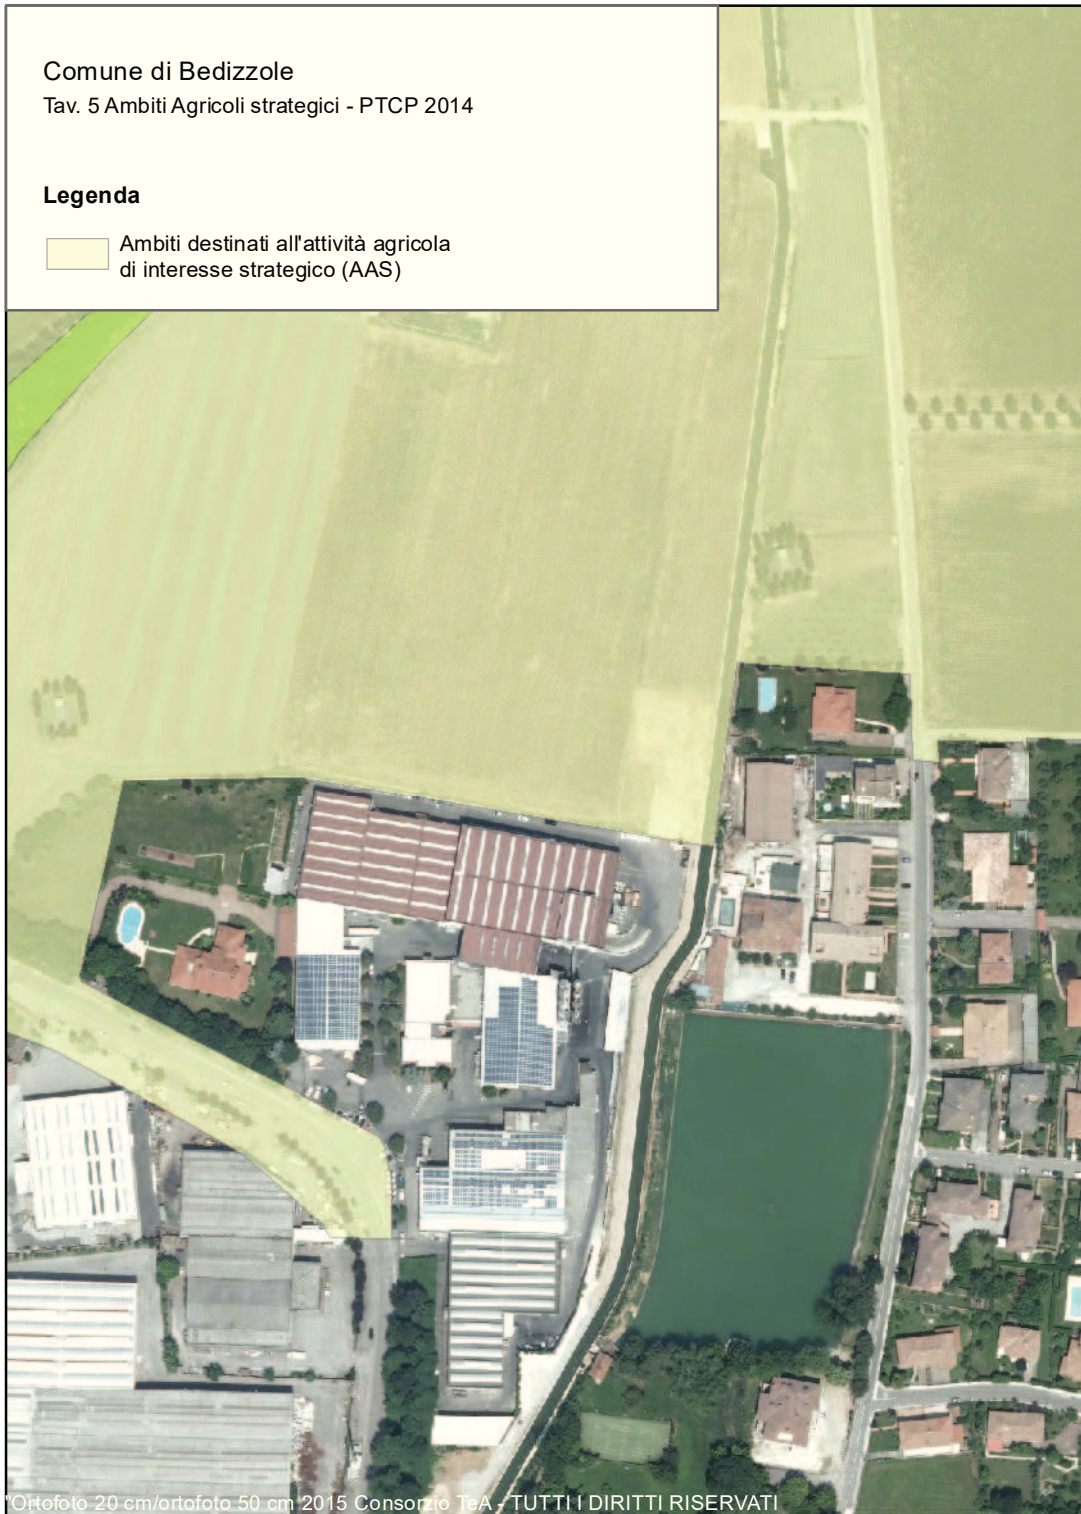 Comune di Bedizzole
Tav. 5 Ambiti Agricoli strategici - PTCP 2014
Legenda
Ambiti destinati all'attività agricola
di interesse strategico (AAS)
"Ortofoto 20 cm/ortofoto 50 cm 2015 Consorzio TeA - TUTTI I DIRITTI RISERVATI